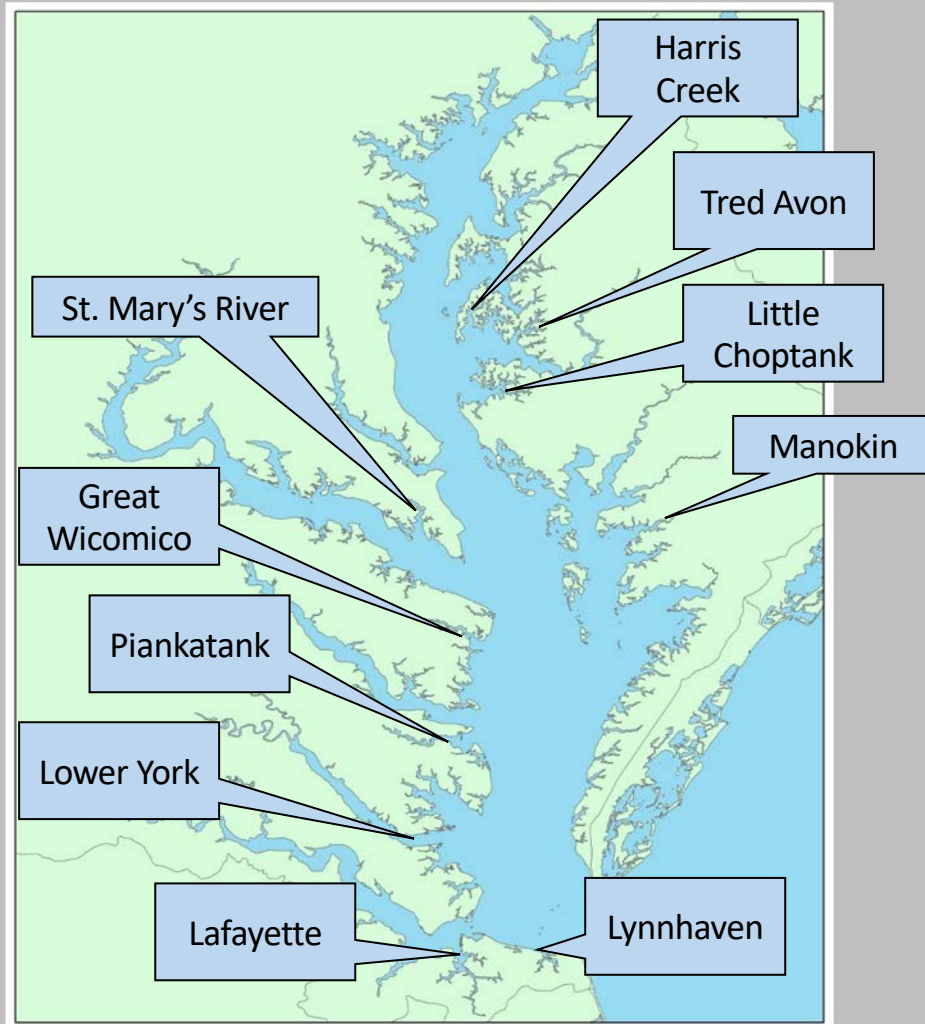 Harris
Creek
Tred Avon
St. Mary’s River
Little
Choptank
Manokin
Great
Wicomico
Piankatank
Lower York
Lafayette
Lynnhaven